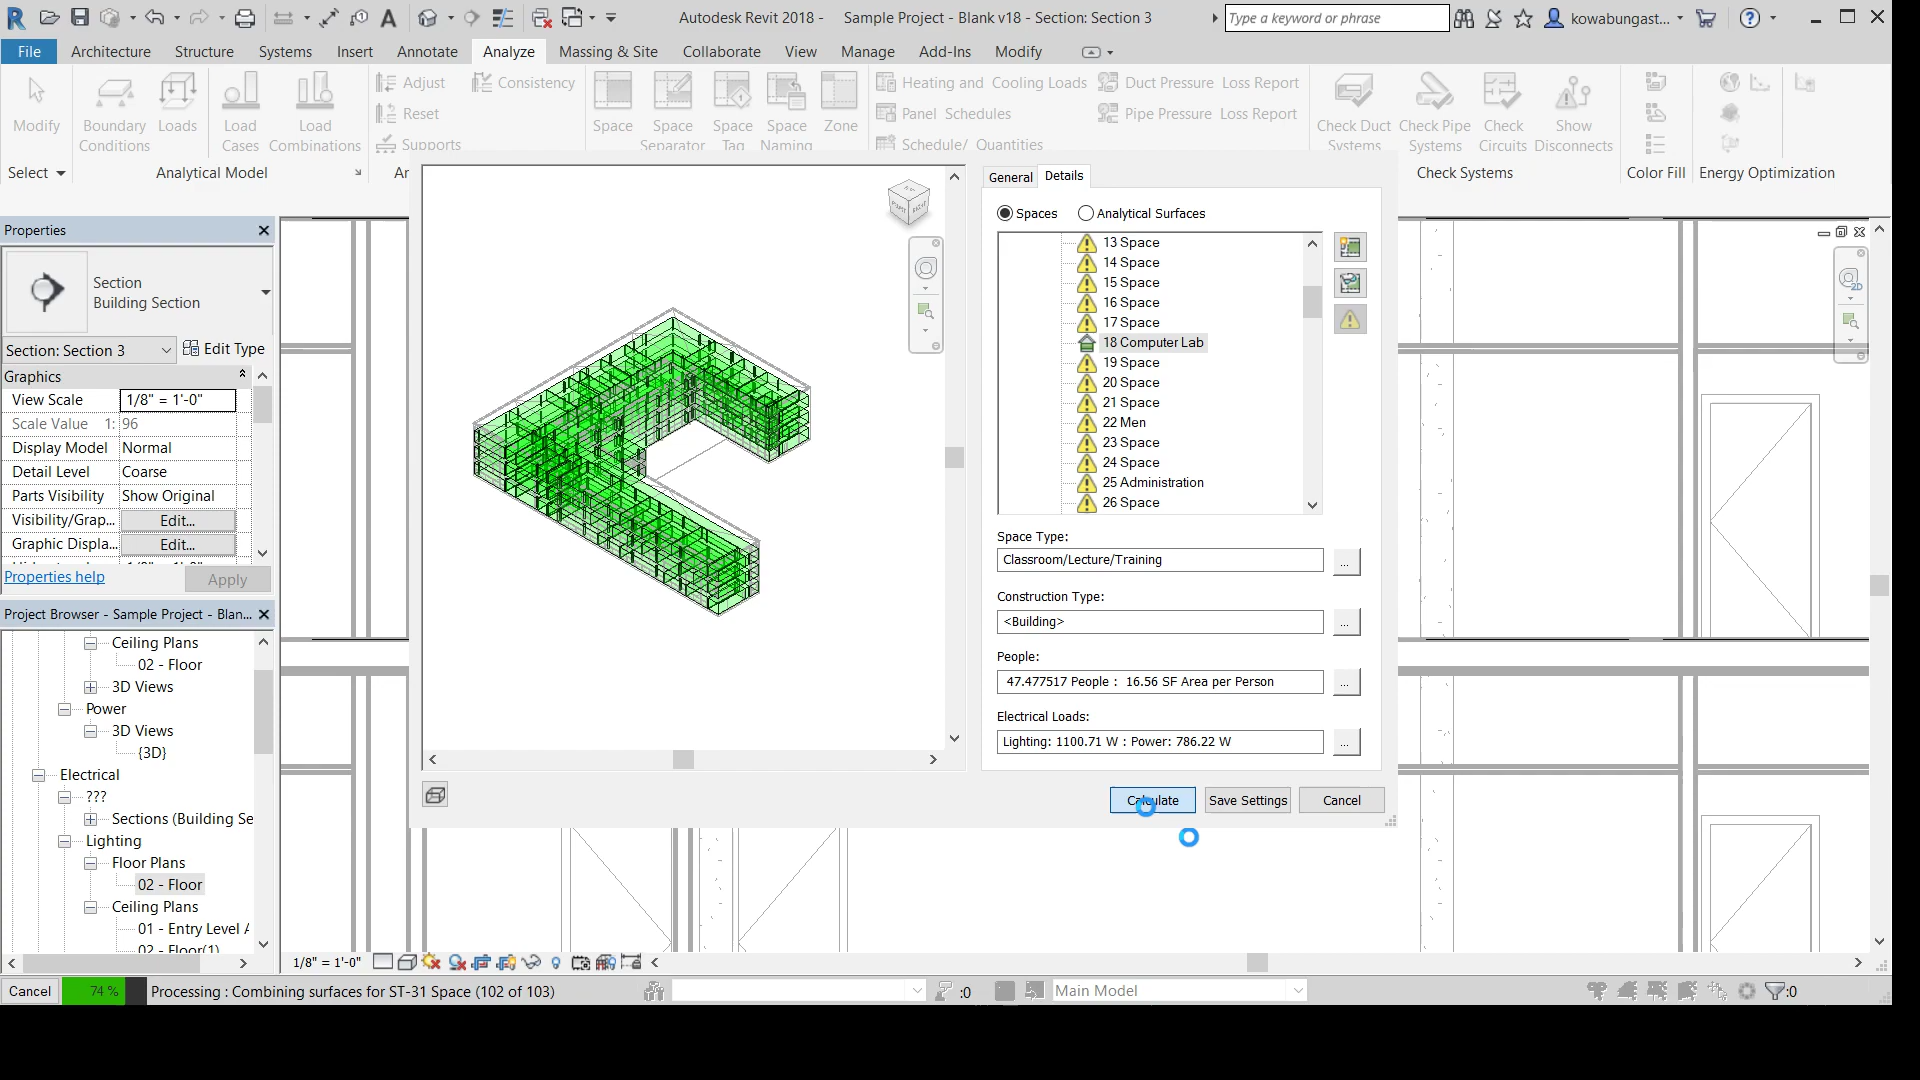 Autodesk Revit 2018 - Sample Project - Blank v18 - Section: Section 3
Type a keyword or phrase
kowabungast...
File Architecture Structure Systems Insert Annotate Analyze Massing & Site Collaborate View Manage Add-Ins Modify
Adjust Consistency Heating and Cooling Loads Duct Pressure Loss Report
Reset Panel Schedules Pipe Pressure Loss Report
Modify Boundary Conditions Loads Load Cases Load Combinations Supports Space Space Separator Space Tag Space Naming Zone Schedule/ Quantities Check Duct Systems Check Pipe Systems Check Circuits Show Disconnects
Select Analytical Model Ar Check Systems Color Fill Energy Optimization
Properties
Section
Building Section
Section: Section 3 Edit Type
Graphics
View Scale 1/8" = 1'-0"
Scale Value 1: 96
Display Model Normal
Detail Level Coarse
Parts Visibility Show Original
Visibility/Grap... Edit...
Graphic Displa... Edit...
Properties help Apply
Project Browser - Sample Project - Blan...
Ceiling Plans
02 - Floor
3D Views
Power
3D Views
{3D}
Electrical
???
Sections (Building Se
Lighting
Floor Plans
02 - Floor
Ceiling Plans
01 - Entry Level
02 - Floor(1)
General Details
Spaces Analytical Surfaces
13 Space
14 Space
15 Space
16 Space
17 Space
18 Computer Lab
19 Space
20 Space
21 Space
22 Men
23 Space
24 Space
25 Administration
26 Space
Space Type:
Classroom/Lecture/Training ...
Construction Type:
<Building> ...
People:
47.477517 People : 16.56 SF Area per Person ...
Electrical Loads:
Lighting: 1100.71 W : Power: 786.22 W ...
Calculate Save Settings Cancel
2D
1/8" = 1'-0"
Cancel 74 % Processing : Combining surfaces for ST-31 Space (102 of 103) :0 Main Model :0